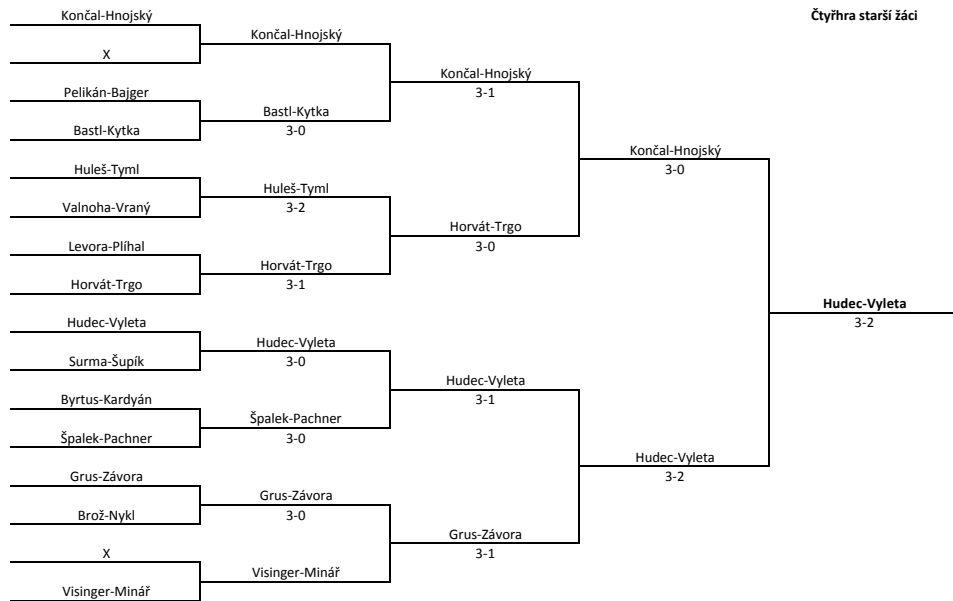 Čtyřhra starší žáci
Končal-Hnojský
X
Pelikán-Bajger
Bastl-Kytka
Huleš-Tyml
Valnoha-Vraný
Levora-Plíhal
Horvát-Trgo
Hudec-Vyleta
Surma-Šupík
Byrtus-Kardyán
Špalek-Pachner
Grus-Závora
Brož-Nykl
X
Visinger-Minář
Končal-Hnojský
Bastl-Kytka
3-0
Huleš-Tyml
3-2
Horvát-Trgo
3-1
Hudec-Vyleta
3-0
Špalek-Pachner
3-0
Grus-Závora
3-0
Visinger-Minář
Končal-Hnojský
3-1
Horvát-Trgo
3-0
Hudec-Vyleta
3-1
Grus-Závora
3-1
Končal-Hnojský
3-0
Hudec-Vyleta
3-2
Hudec-Vyleta
3-2